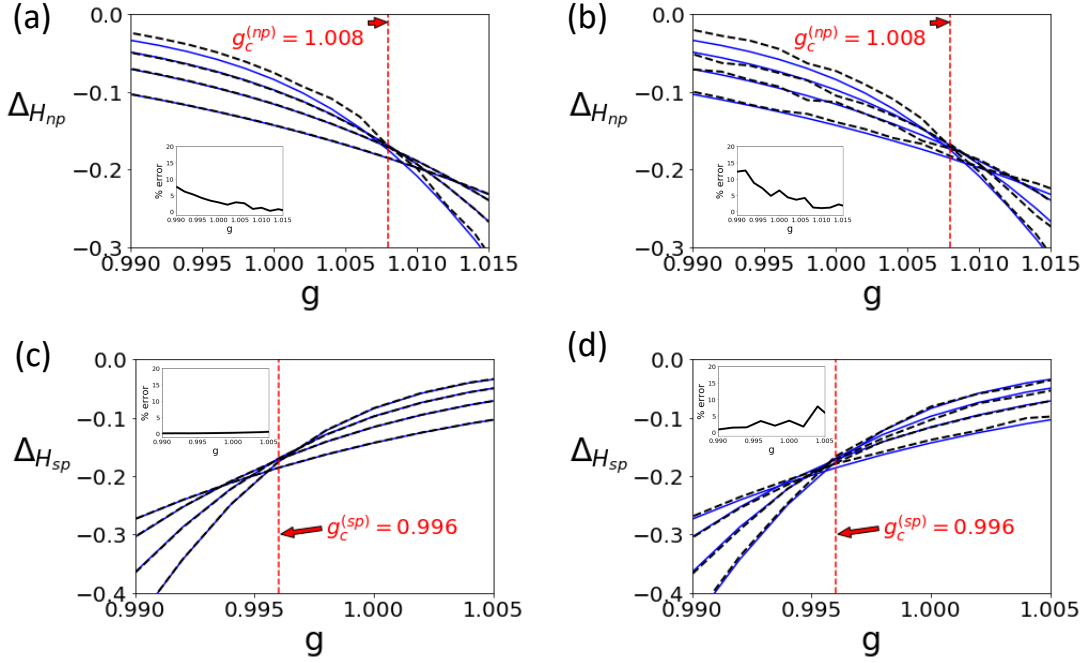 (a)
0.0
−0.1
−0.2
−0.3
Δ_{H_{np}}
g_c^{(np)} = 1.008
20
15
10
5
0
% error
0.990 0.995 1.000 1.005 1.010 1.015
g
0.990 0.995 1.000 1.005 1.010 1.015
g
(b)
0.0
−0.1
−0.2
−0.3
Δ_{H_{np}}
g_c^{(np)} = 1.008
20
15
10
5
0
% error
0.990 0.995 1.000 1.005 1.010 1.015
g
0.990 0.995 1.000 1.005 1.010 1.015
g
(c)
0.0
−0.1
−0.2
−0.3
−0.4
Δ_{H_{sp}}
20
15
10
5
0
% error
0.990 0.995 1.000 1.005
g
g_c^{(sp)} = 0.996
0.990 0.995 1.000 1.005
g
(d)
0.0
−0.1
−0.2
−0.3
−0.4
Δ_{H_{sp}}
20
15
10
5
0
% error
0.990 0.995 1.000 1.005
g
g_c^{(sp)} = 0.996
0.990 0.995 1.000 1.005
g